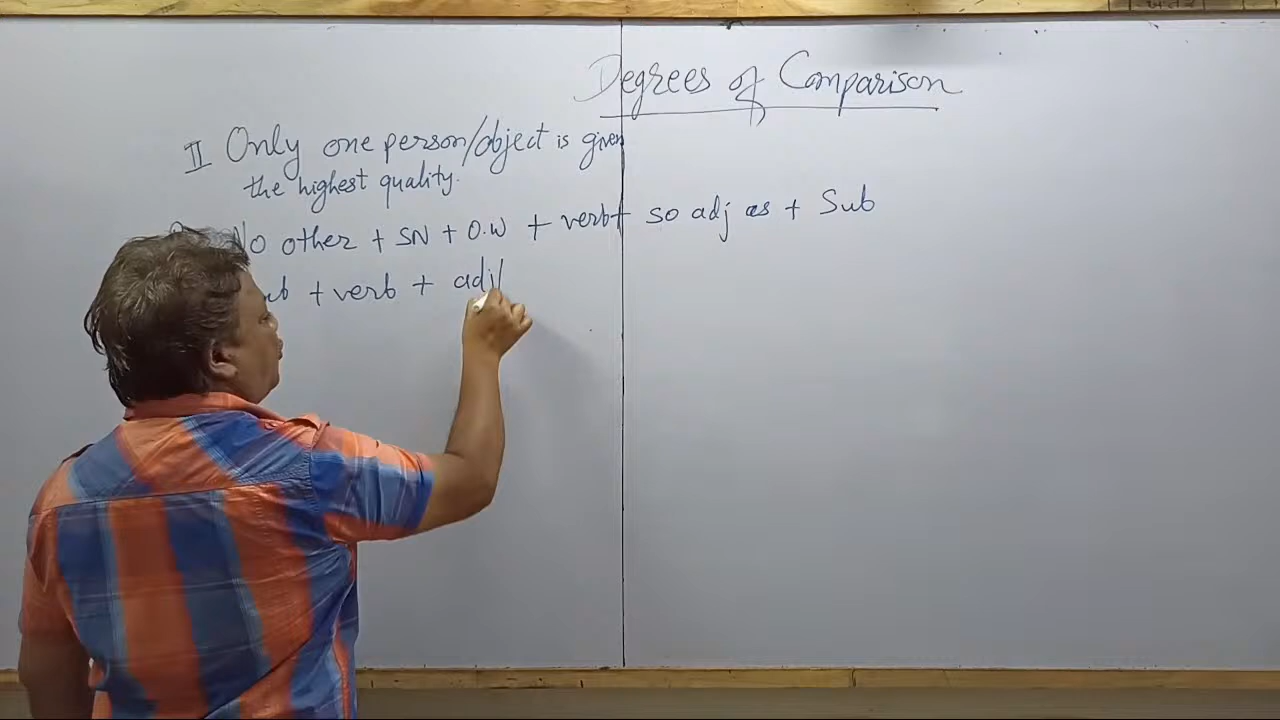 Degrees of Comparison
II Only one person/object is given
the highest quality.
No other + SN + O.W + verb + so adj as + Sub
+ verb + adj